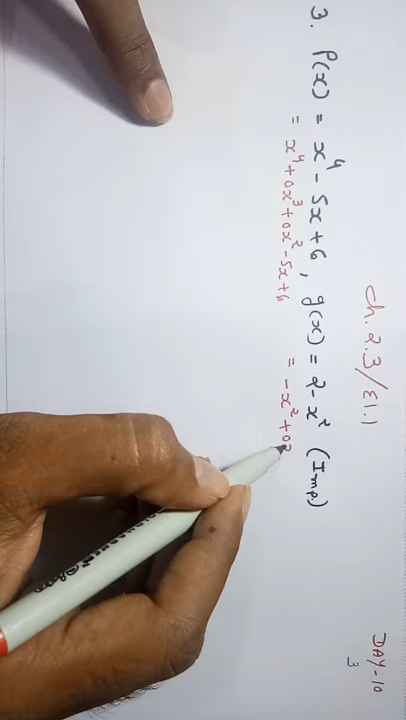 Ch. 2.3/E1.1
DAY-10
3
3. P(x) = x⁴ - 5x + 6, g(x) = 2 - x² (Imp.)
= x⁴ + 0x³ + 0x² - 5x + 6 = -x² + 0